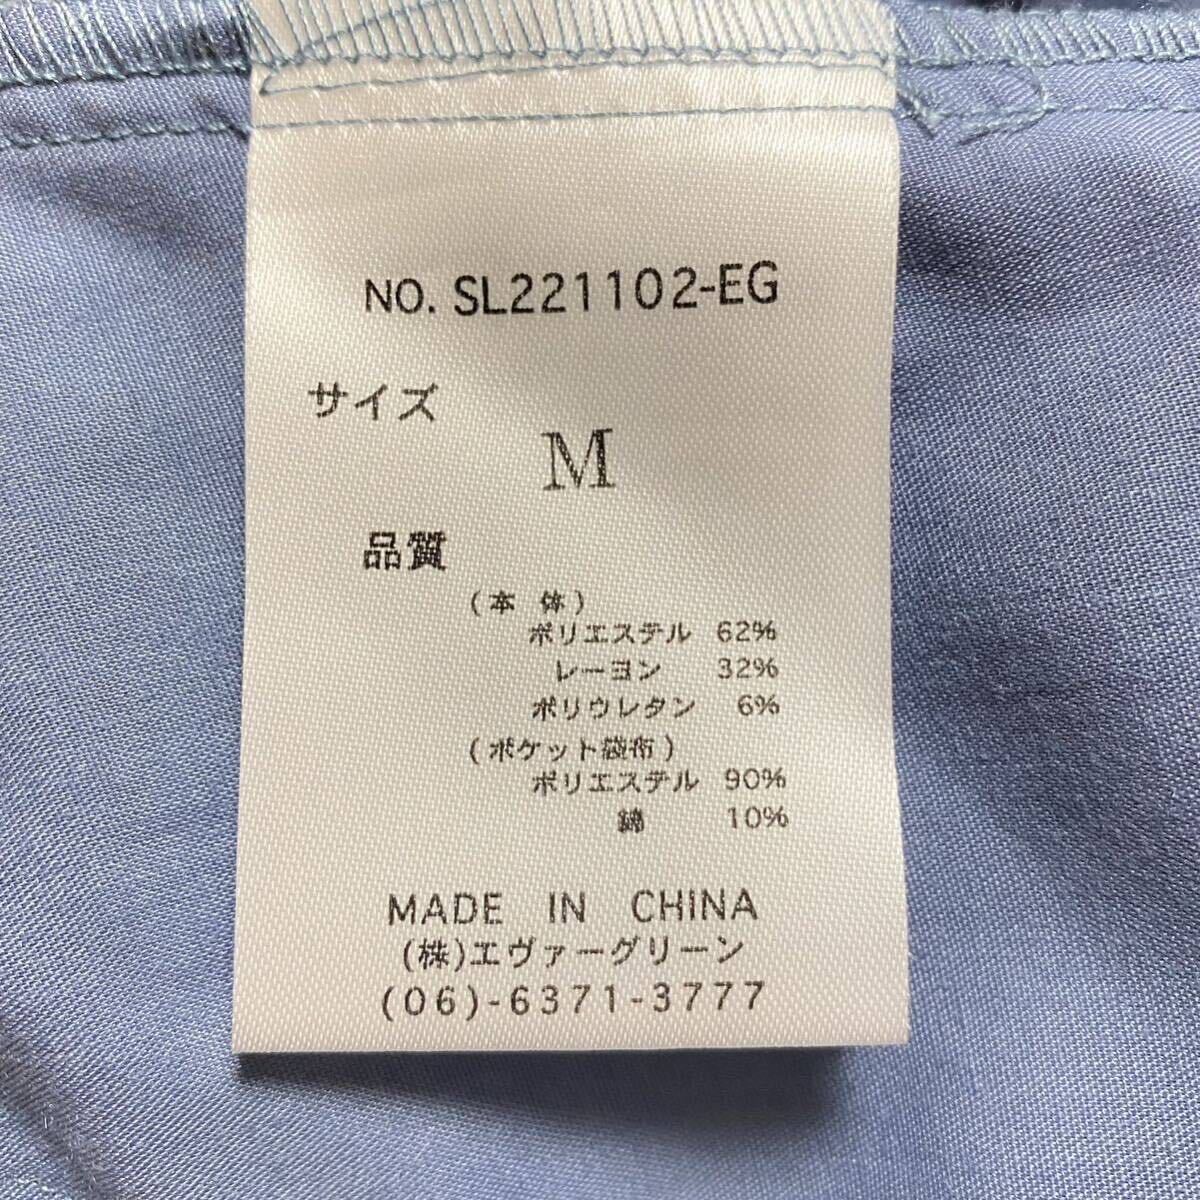 NO. SL221102-EG
サイズ
M
品質
(本 体)
ポリエステル 62%
レーヨン 32%
ポリウレタン 6%
(ポケット袋布)
ポリエステル 90%
綿 10%
MADE IN CHINA
(株)エヴァーグリーン
(06)-6371-3777